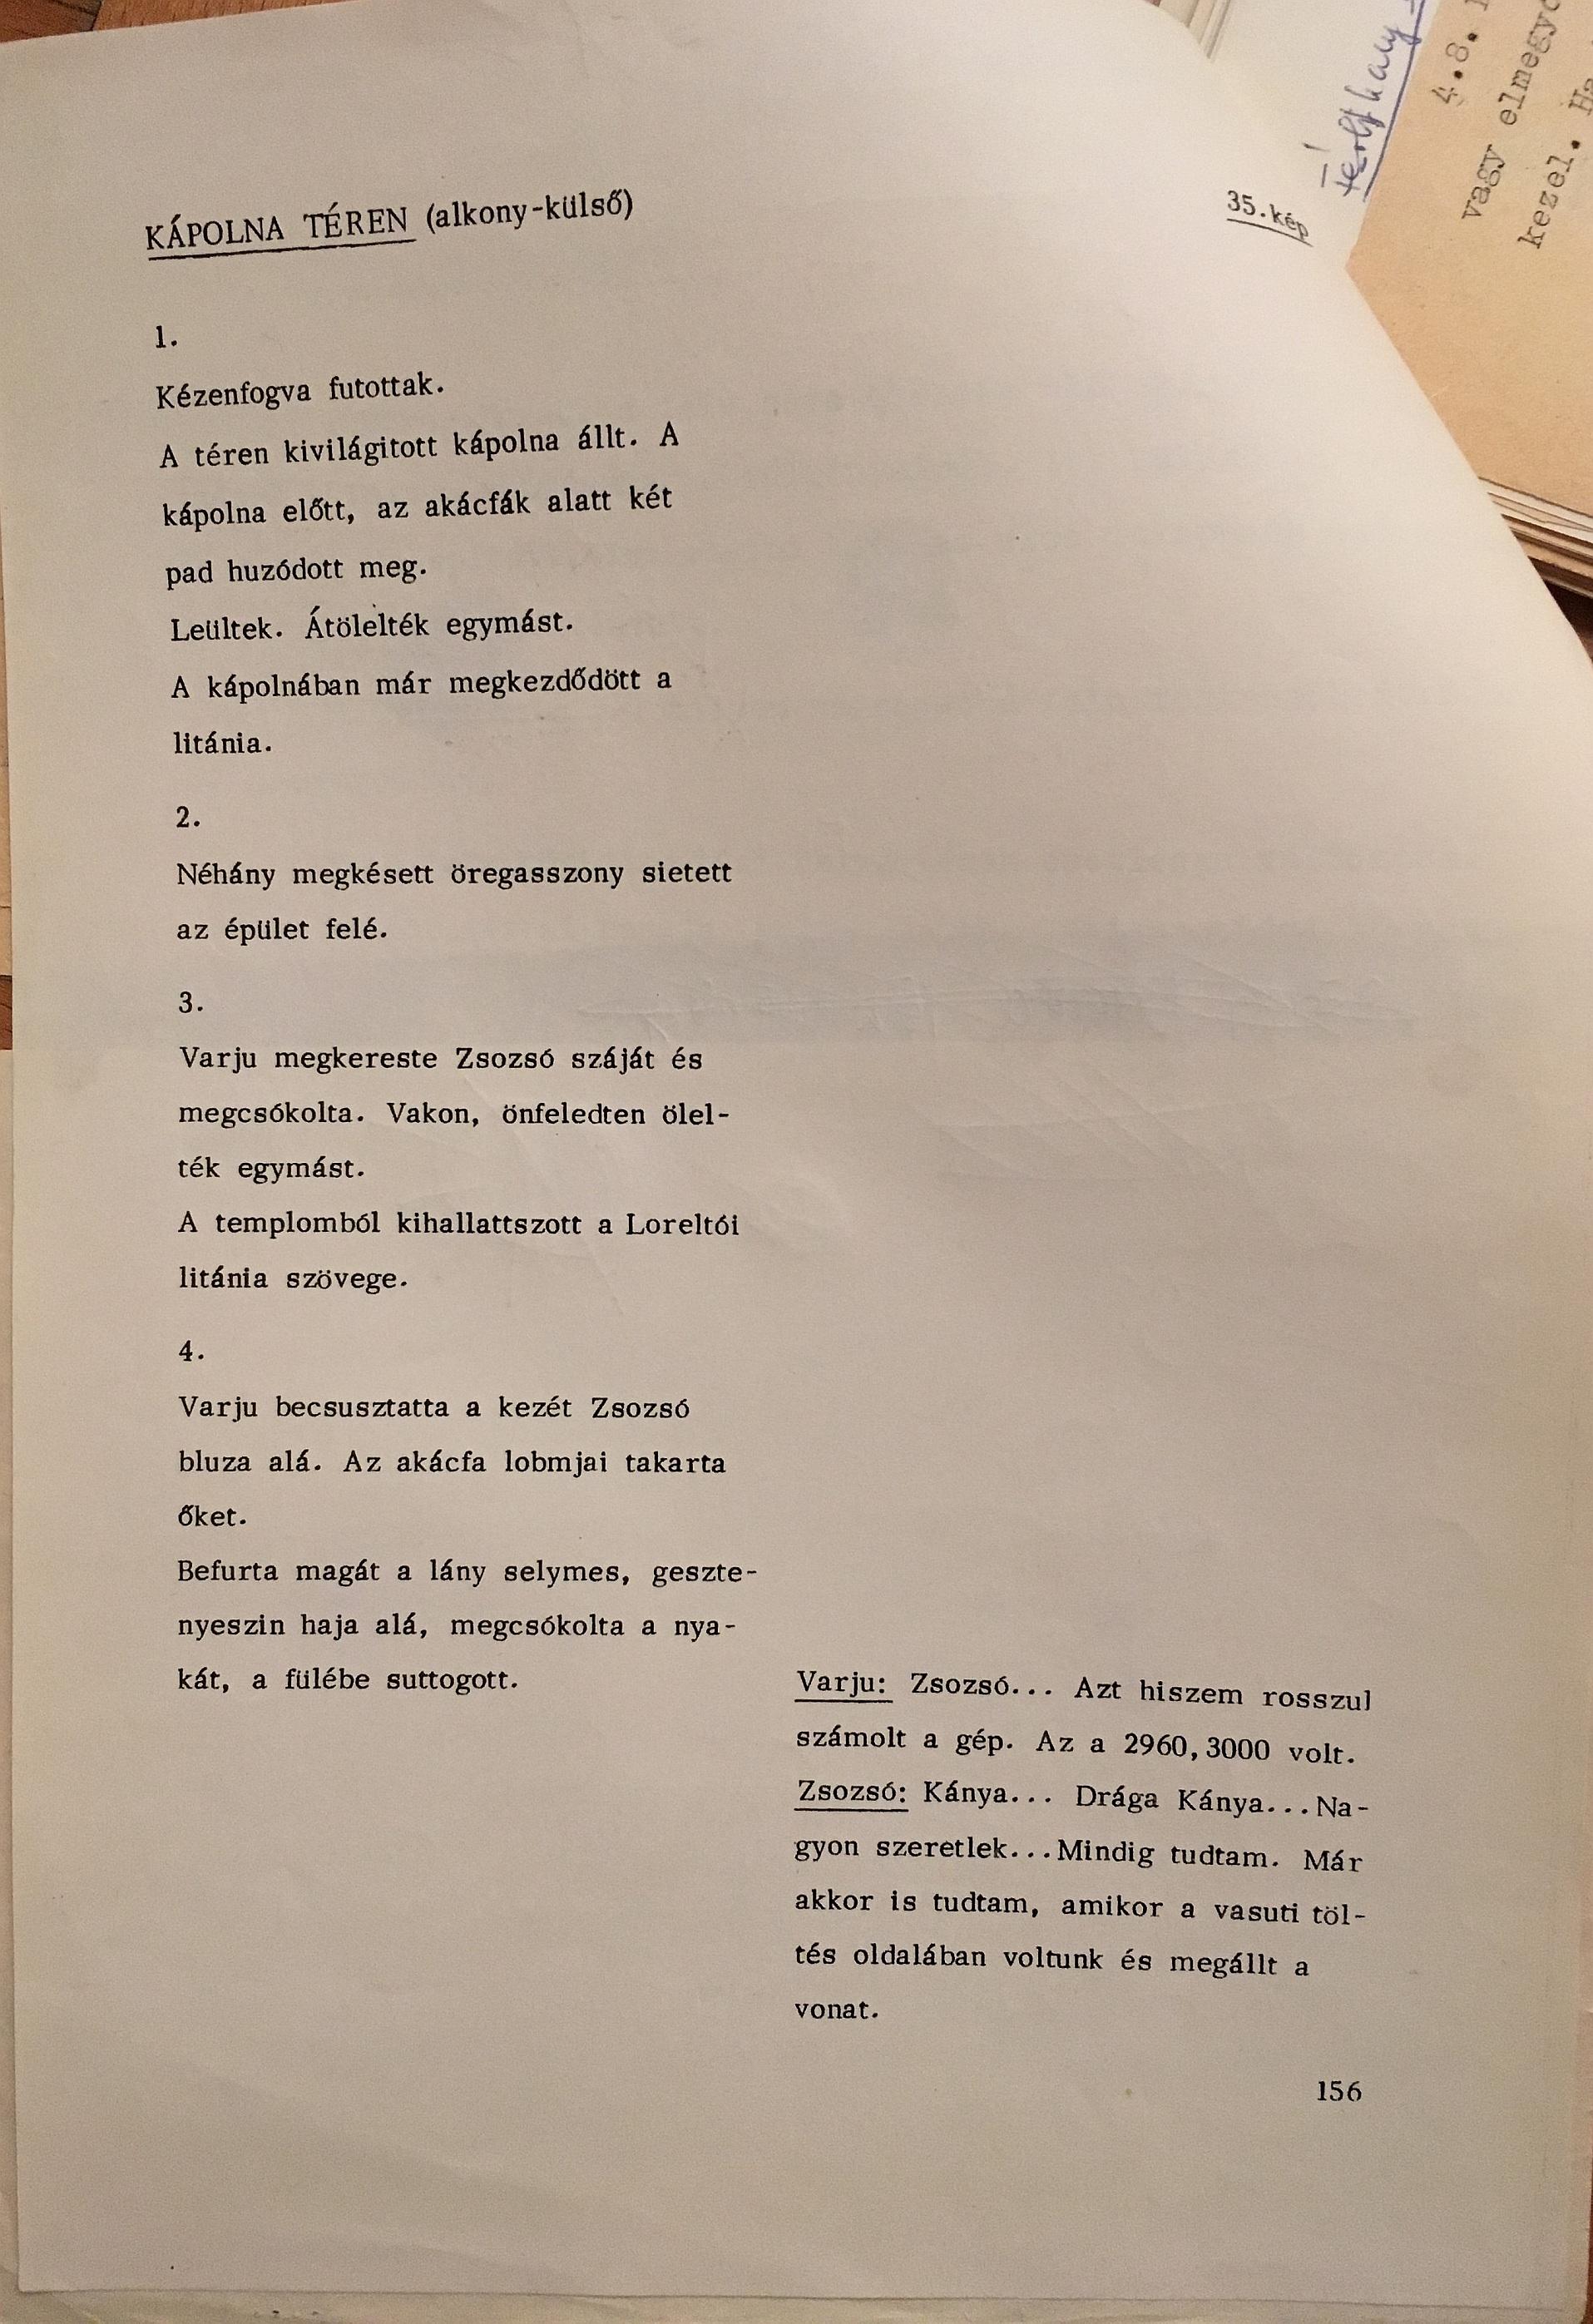 KÁPOLNA TÉREN (alkony-külső)
35.kép
1.
Kézenfogva futottak.
A téren kivilágitott kápolna állt. A
kápolna előtt, az akácfák alatt két
pad huzódott meg.
Leültek. Átölelték egymást.
A kápolnában már megkezdődött a
litánia.
2.
Néhány megkésett öregasszony sietett
az épület felé.
3.
Varju megkereste Zsozsó száját és
megcsókolta. Vakon, önfeledten ölel-
ték egymást.
A templomból kihallattszott a Loreltói
litánia szövege.
4.
Varju becsusztatta a kezét Zsozsó
bluza alá. Az akácfa lobmjai takarta
őket.
Befurta magát a lány selymes, geszte-
nyeszin haja alá, megcsókolta a nya-
kát, a fülébe suttogott.
Varju: Zsozsó... Azt hiszem rosszul
számolt a gép. Az a 2960,3000 volt.
Zsozsó: Kánya... Drága Kánya...Na-
gyon szeretlek...Mindig tudtam. Már
akkor is tudtam, amikor a vasuti töl-
tés oldalában voltunk és megállt a
vonat.
156
4.8.
vagy elmegyó
kezel. Ha